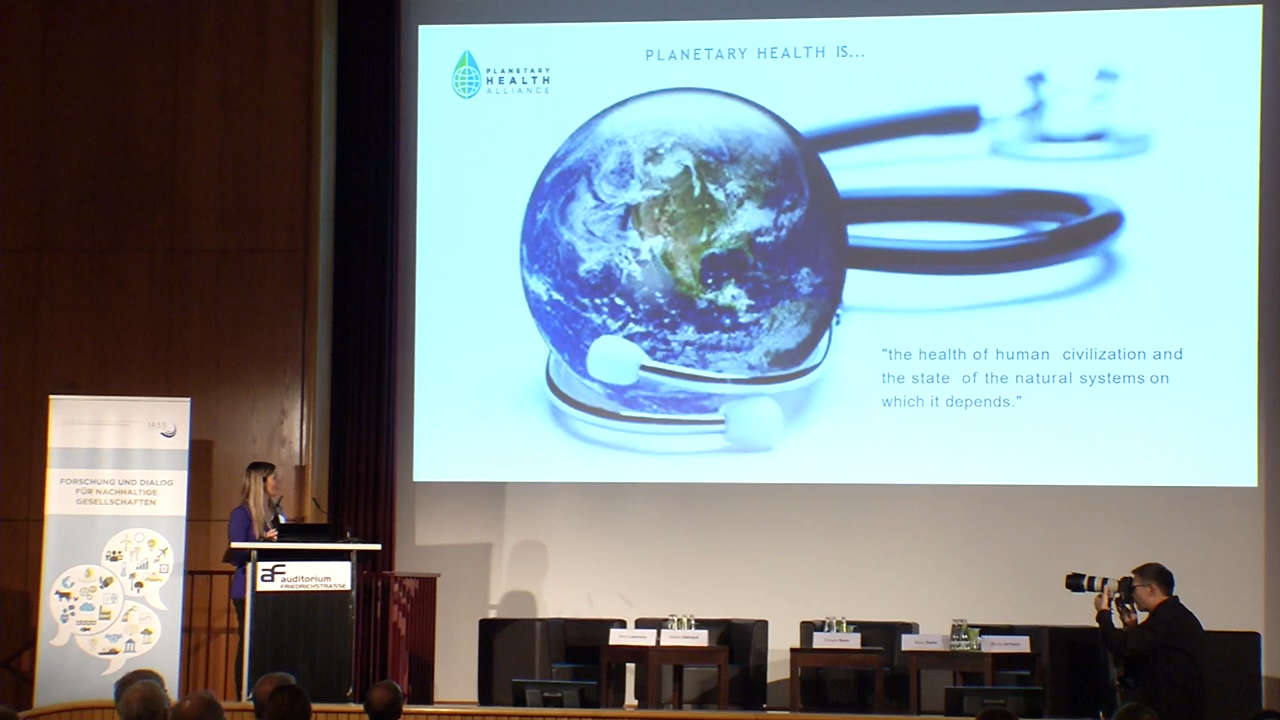 PLANETARY HEALTH IS...
PLANETARY
HEALTH
ALLIANCE
"the health of human civilization and
the state of the natural systems on
which it depends."
IASS
FORSCHUNG UND DIALOG
FÜR NACHHALTIGE
GESELLSCHAFTEN
af auditorium
FRIEDRICHSTRASSE